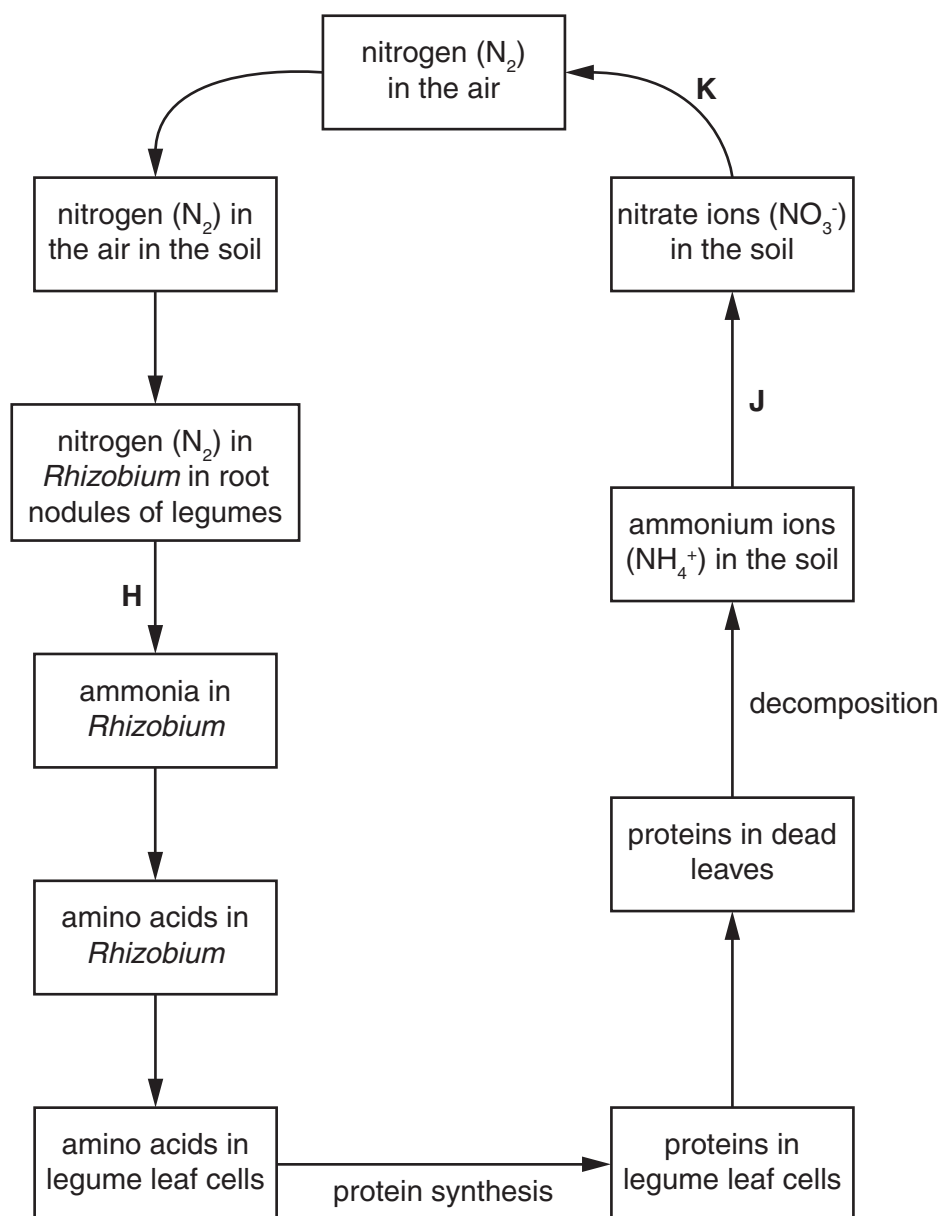 nitrogen (N₂)
in the air
K
nitrogen (N₂) in
the air in the soil
nitrate ions (NO₃⁻)
in the soil
J
nitrogen (N₂) in
Rhizobium in root
nodules of legumes
ammonium ions
(NH₄⁺) in the soil
H
ammonia in
Rhizobium
decomposition
proteins in dead
leaves
amino acids in
Rhizobium
amino acids in
legume leaf cells
protein synthesis
proteins in
legume leaf cells